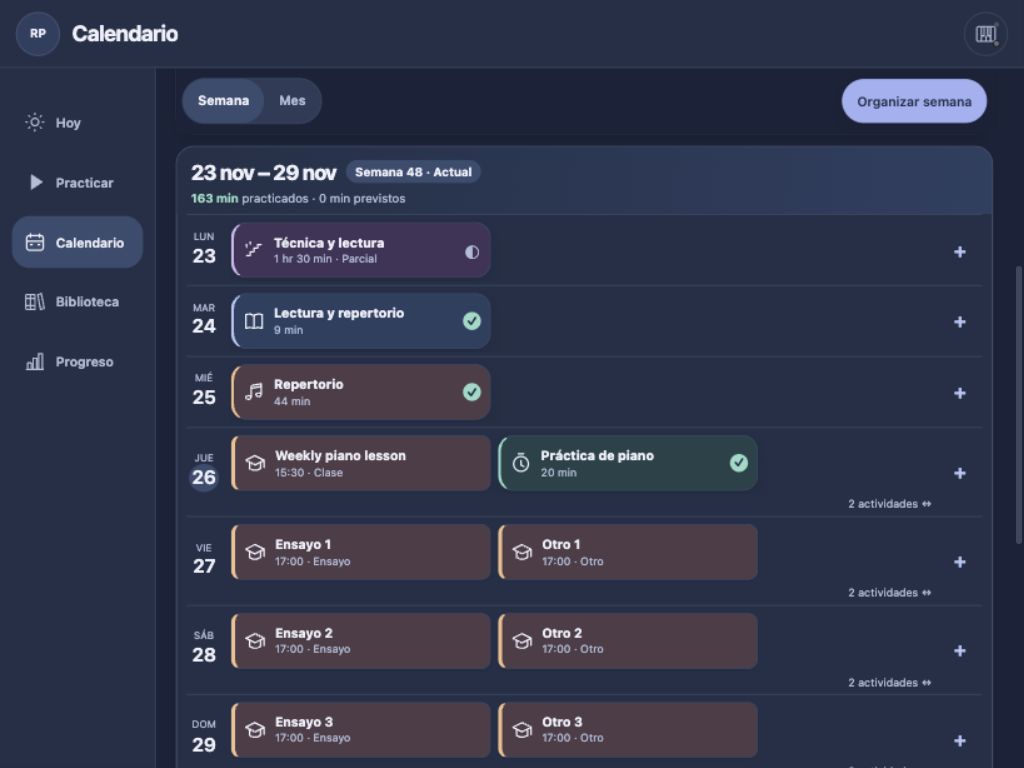 RP
Calendario
Hoy
Practicar
Calendario
Biblioteca
Progreso
Semana
Mes
Organizar semana
23 nov – 29 nov
Semana 48 · Actual
163 min practicados · 0 min previstos
LUN
23
Técnica y lectura
1 hr 30 min · Parcial
+
MAR
24
Lectura y repertorio
9 min
+
MIÉ
25
Repertorio
44 min
+
JUE
26
Weekly piano lesson
15:30 · Clase
Práctica de piano
20 min
+
2 actividades ⇔
VIE
27
Ensayo 1
17:00 · Ensayo
Otro 1
17:00 · Otro
+
2 actividades ⇔
SÁB
28
Ensayo 2
17:00 · Ensayo
Otro 2
17:00 · Otro
+
2 actividades ⇔
DOM
29
Ensayo 3
17:00 · Ensayo
Otro 3
17:00 · Otro
+